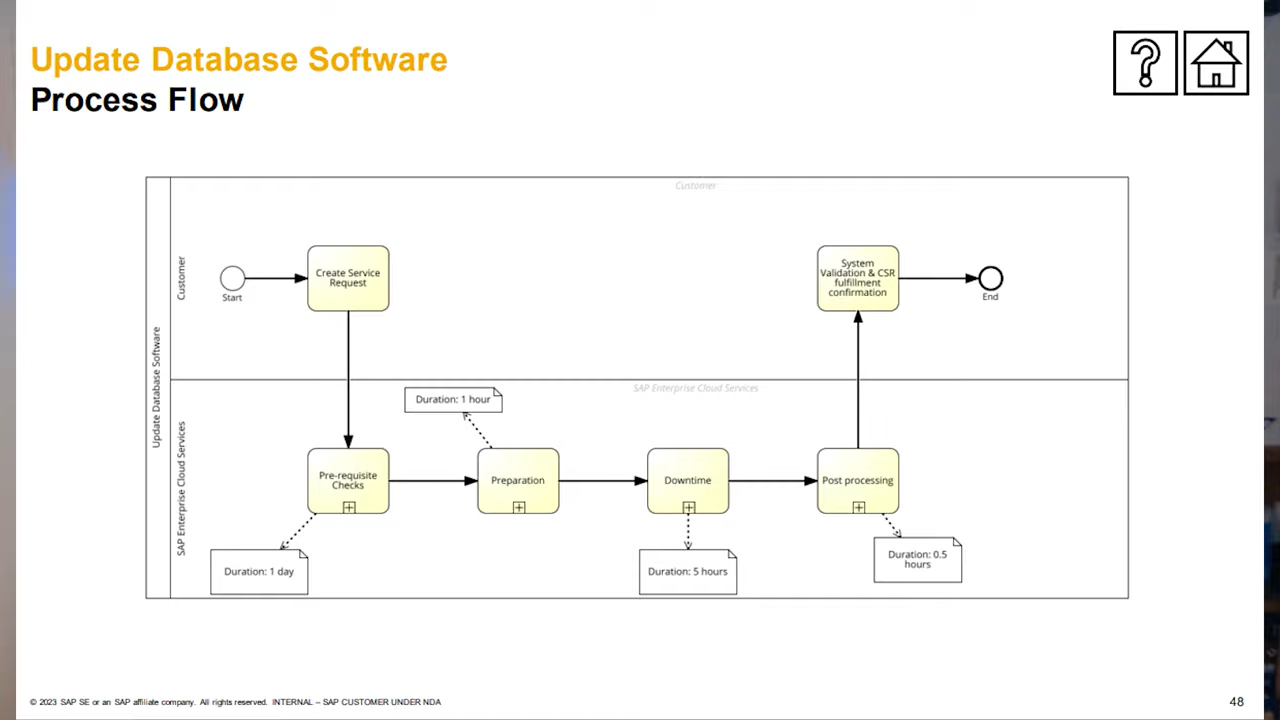 Update Database Software
Process Flow
Customer
Customer
Start
Create Service
Request
System
Validation & CSR
fulfillment
confirmation
End
Update Database Software
SAP Enterprise Cloud Services
SAP Enterprise Cloud Services
Duration: 1 hour
Pre-requisite
Checks
Preparation
Downtime
Post processing
Duration: 1 day
Duration: 5 hours
Duration: 0.5
hours
© 2023 SAP SE or an SAP affiliate company. All rights reserved. INTERNAL – SAP CUSTOMER UNDER NDA
48